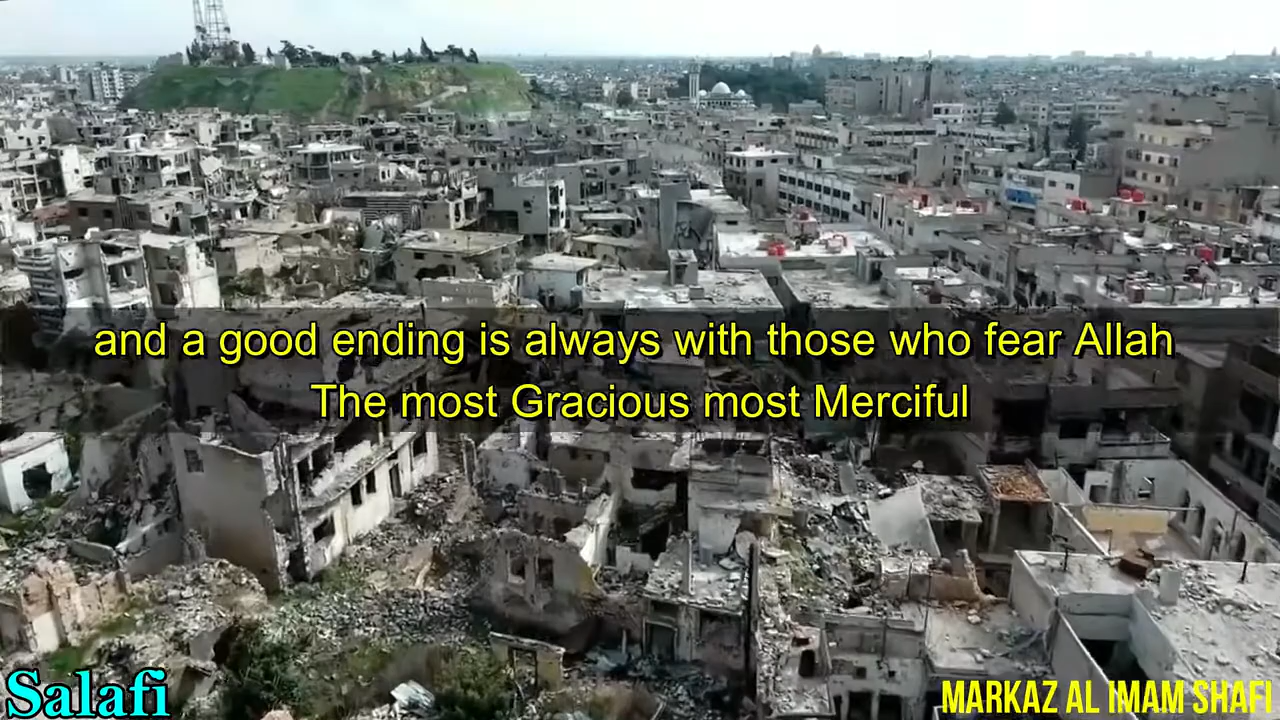 and a good ending is always with those who fear Allah
The most Gracious most Merciful
Salafi
MARKAZ AL IMAM SHAFI